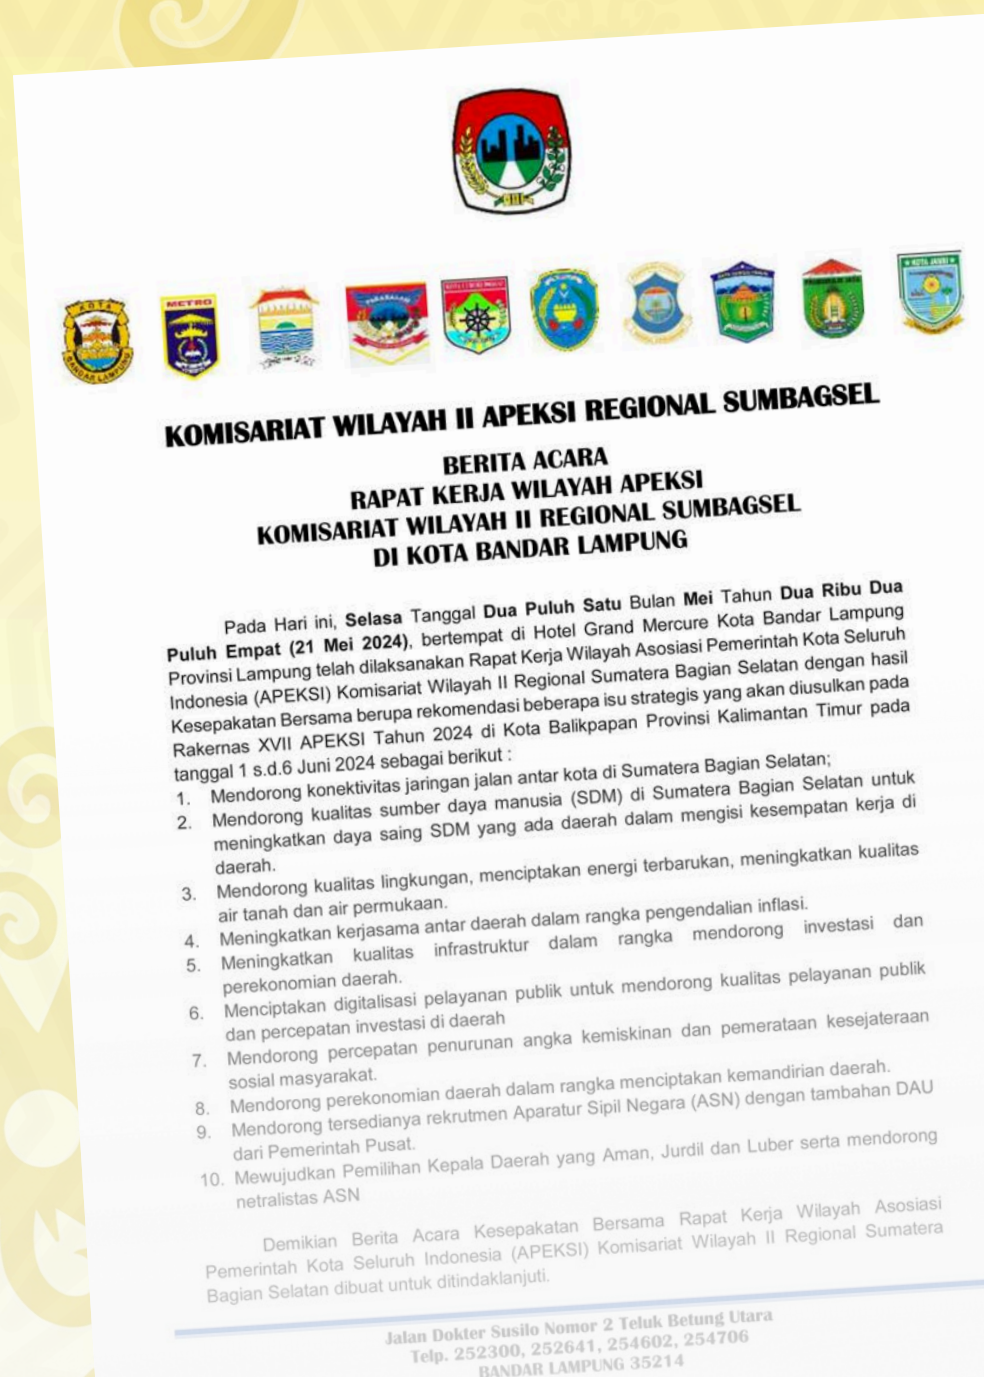 KOTA
BANDAR LAMPUNG
METRO
PAGARALAM
KOTA JAMBI
KOMISARIAT WILAYAH II APEKSI REGIONAL SUMBAGSEL
BERITA ACARA
RAPAT KERJA WILAYAH APEKSI
KOMISARIAT WILAYAH II REGIONAL SUMBAGSEL
DI KOTA BANDAR LAMPUNG
Pada Hari ini, Selasa Tanggal Dua Puluh Satu Bulan Mei Tahun Dua Ribu Dua
Puluh Empat (21 Mei 2024), bertempat di Hotel Grand Mercure Kota Bandar Lampung
Provinsi Lampung telah dilaksanakan Rapat Kerja Wilayah Asosiasi Pemerintah Kota Seluruh
Indonesia (APEKSI) Komisariat Wilayah II Regional Sumatera Bagian Selatan dengan hasil
Kesepakatan Bersama berupa rekomendasi beberapa isu strategis yang akan diusulkan pada
Rakernas XVII APEKSI Tahun 2024 di Kota Balikpapan Provinsi Kalimantan Timur pada
tanggal 1 s.d.6 Juni 2024 sebagai berikut :
1. Mendorong konektivitas jaringan jalan antar kota di Sumatera Bagian Selatan;
2. Mendorong kualitas sumber daya manusia (SDM) di Sumatera Bagian Selatan untuk
meningkatkan daya saing SDM yang ada daerah dalam mengisi kesempatan kerja di
daerah.
3. Mendorong kualitas lingkungan, menciptakan energi terbarukan, meningkatkan kualitas
air tanah dan air permukaan.
4. Meningkatkan kerjasama antar daerah dalam rangka pengendalian inflasi.
5. Meningkatkan kualitas infrastruktur dalam rangka mendorong investasi dan
perekonomian daerah.
6. Menciptakan digitalisasi pelayanan publik untuk mendorong kualitas pelayanan publik
dan percepatan investasi di daerah
7. Mendorong percepatan penurunan angka kemiskinan dan pemerataan kesejateraan
sosial masyarakat.
8. Mendorong perekonomian daerah dalam rangka menciptakan kemandirian daerah.
9. Mendorong tersedianya rekrutmen Aparatur Sipil Negara (ASN) dengan tambahan DAU
dari Pemerintah Pusat.
10. Mewujudkan Pemilihan Kepala Daerah yang Aman, Jurdil dan Luber serta mendorong
netralistas ASN
Demikian Berita Acara Kesepakatan Bersama Rapat Kerja Wilayah Asosiasi
Pemerintah Kota Seluruh Indonesia (APEKSI) Komisariat Wilayah II Regional Sumatera
Bagian Selatan dibuat untuk ditindaklanjuti.
Jalan Dokter Susilo Nomor 2 Teluk Betung Utara
Telp. 252300, 252641, 254602, 254706
BANDAR LAMPUNG 35214